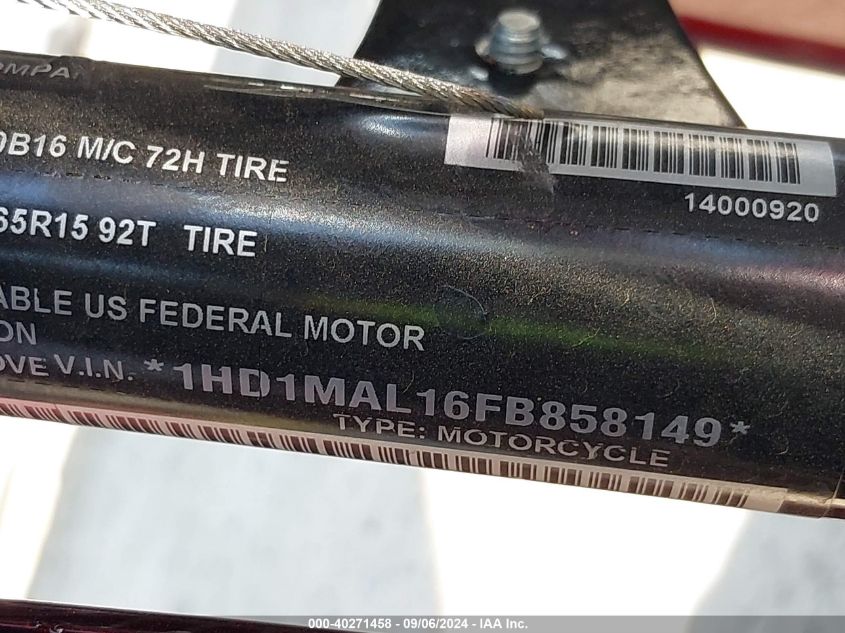 0B16 M/C 72H TIRE
14000920
65R15 92T TIRE
ABLE US FEDERAL MOTOR
ON
OVE V.I.N. *1HD1MAL16FB858149*
TYPE: MOTORCYCLE
000-40271458 - 09/06/2024 - IAA Inc.